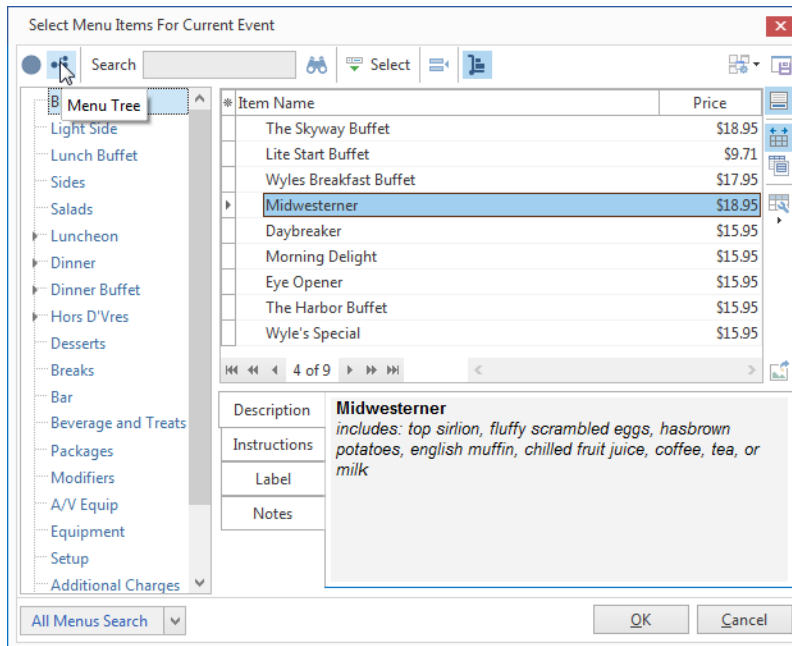 Select Menu Items For Current Event
Search
Select
Menu Tree
Light Side
Lunch Buffet
Sides
Salads
Luncheon
Dinner
Dinner Buffet
Hors D'Vres
Desserts
Breaks
Bar
Beverage and Treats
Packages
Modifiers
A/V Equip
Equipment
Setup
Additional Charges
Item Name Price
The Skyway Buffet $18.95
Lite Start Buffet $9.71
Wyles Breakfast Buffet $17.95
Midwesterner $18.95
Daybreaker $15.95
Morning Delight $15.95
Eye Opener $15.95
The Harbor Buffet $15.95
Wyle's Special $15.95
4 of 9
Description
Instructions
Label
Notes
Midwesterner
includes: top sirlion, fluffy scrambled eggs, hasbrown
potatoes, english muffin, chilled fruit juice, coffee, tea, or
milk
All Menus Search
OK
Cancel